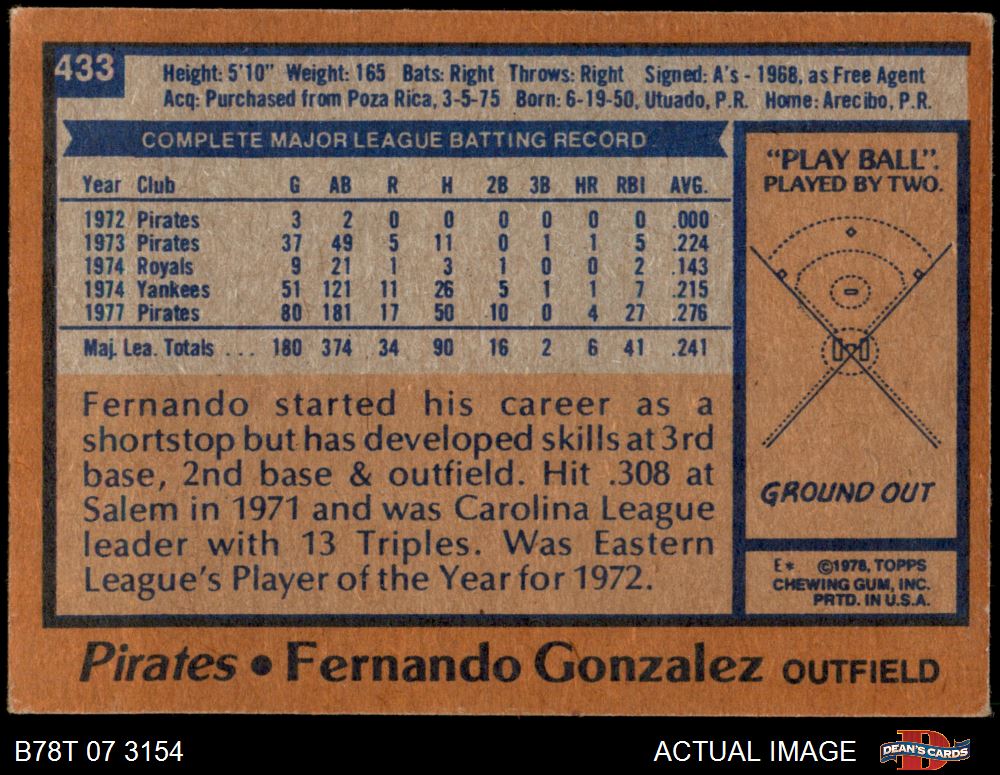 433
Height: 5'10" Weight: 165 Bats: Right Throws: Right Signed: A's - 1968, as Free Agent
Acq: Purchased from Poza Rica, 3-5-75 Born: 6-19-50, Utuado, P.R. Home: Arecibo, P.R.
COMPLETE MAJOR LEAGUE BATTING RECORD
Year Club G AB R H 2B 3B HR RBI AVG.
1972 Pirates 3 2 0 0 0 0 0 0 .000
1973 Pirates 37 49 5 11 0 1 1 5 .224
1974 Royals 9 21 1 3 1 0 0 2 .143
1974 Yankees 51 121 11 26 5 1 1 7 .215
1977 Pirates 80 181 17 50 10 0 4 27 .276
Maj. Lea. Totals ... 180 374 34 90 16 2 6 41 .241
Fernando started his career as a
shortstop but has developed skills at 3rd
base, 2nd base & outfield. Hit .308 at
Salem in 1971 and was Carolina League
leader with 13 Triples. Was Eastern
League's Player of the Year for 1972.
"PLAY BALL".
PLAYED BY TWO.
GROUND OUT
E* ©1978, TOPPS
CHEWING GUM, INC.
PRTD. IN U.S.A.
Pirates • Fernando Gonzalez OUTFIELD
B78T 07 3154
ACTUAL IMAGE
D
DEAN'S CARDS